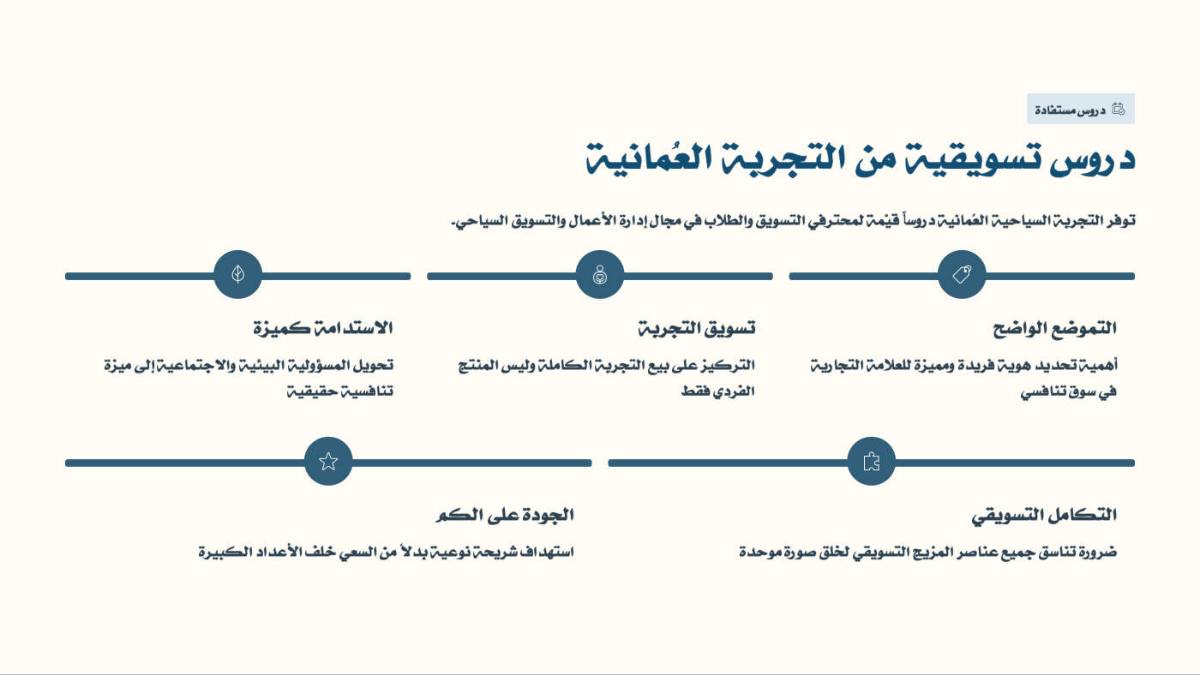 دروس مستفادة
دروس تسويقية من التجربة العُمانية
توفر التجربة السياحية العُمانية دروساً قيّمة لمحترفي التسويق والطلاب في مجال إدارة الأعمال والتسويق السياحي.
التموضع الواضح
أهمية تحديد هوية فريدة ومميزة للعلامة التجارية
في سوق تنافسي
تسويق التجربة
التركيز على بيع التجربة الكاملة وليس المنتج
الفردي فقط
الاستدامة كميزة
تحويل المسؤولية البيئية والاجتماعية إلى ميزة
تنافسية حقيقية
التكامل التسويقي
ضرورة تناسق جميع عناصر المزيج التسويقي لخلق صورة موحدة
الجودة على الكم
استهداف شريحة نوعية بدلاً من السعي خلف الأعداد الكبيرة